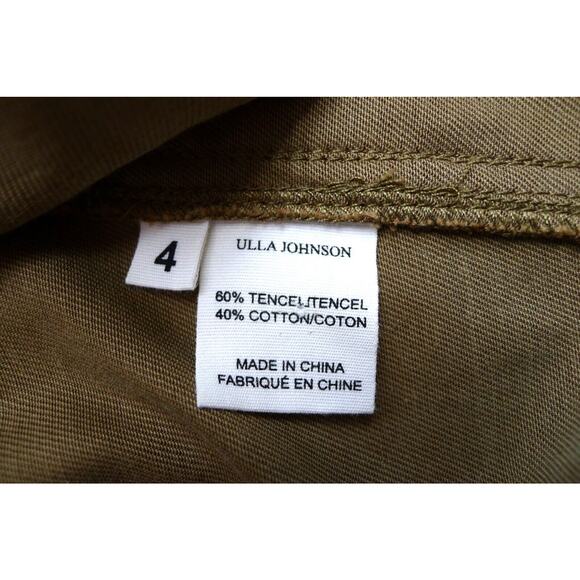 4
ULLA JOHNSON
60% TENCEL/TENCEL
40% COTTON/COTON
MADE IN CHINA
FABRIQUÉ EN CHINE